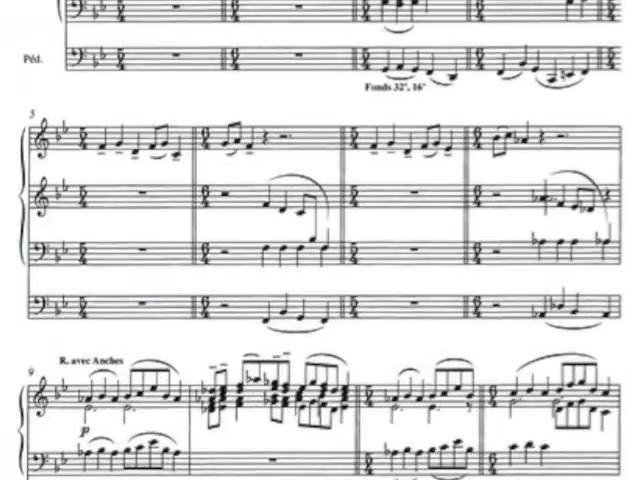 Péd.
Fonds 32', 16'
5
9
R. avec Anches
p